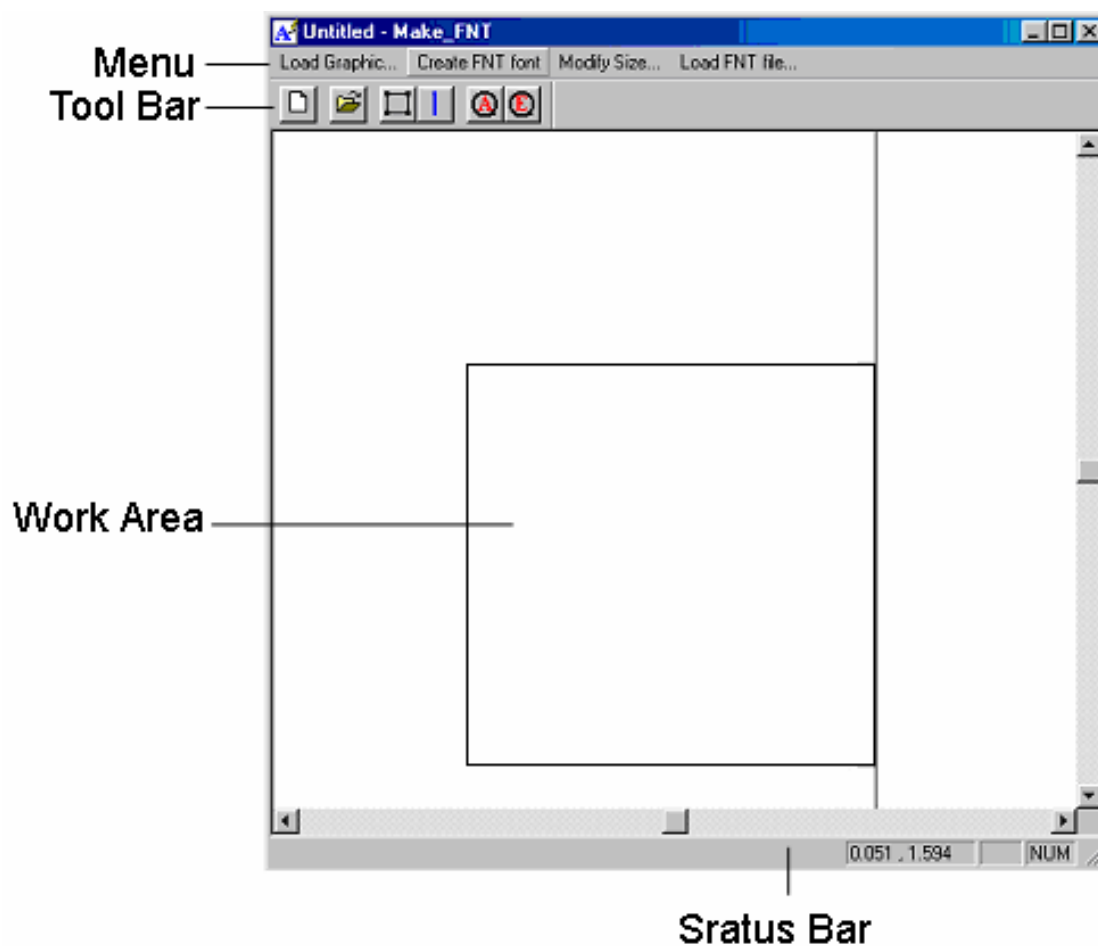 Untitled - Make_FNT
Menu
Load Graphic... Create FNT font Modify Size... Load FNT file...
Tool Bar
A E
Work Area
0.051 , 1.594 NUM
Sratus Bar